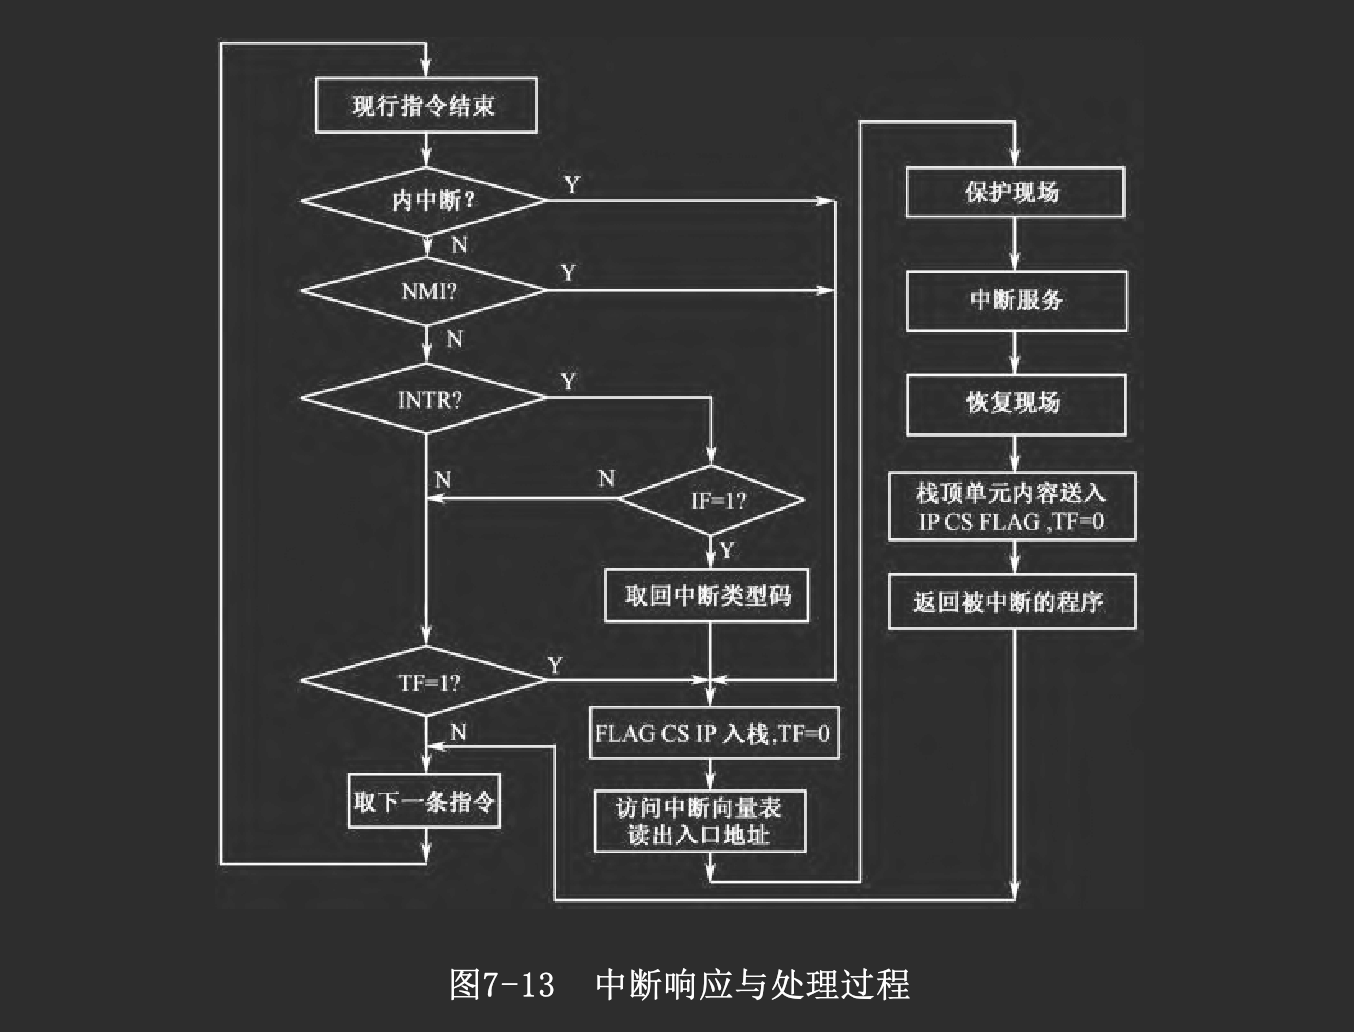 现行指令结束
内中断?
Y
N
NMI?
Y
N
INTR?
Y
N
N
IF=1?
Y
取回中断类型码
TF=1?
Y
N
FLAG CS IP 入栈,TF=0
取下一条指令
访问中断向量表
读出入口地址
保护现场
中断服务
恢复现场
栈顶单元内容送入
IP CS FLAG ,TF=0
返回被中断的程序
图7-13 中断响应与处理过程